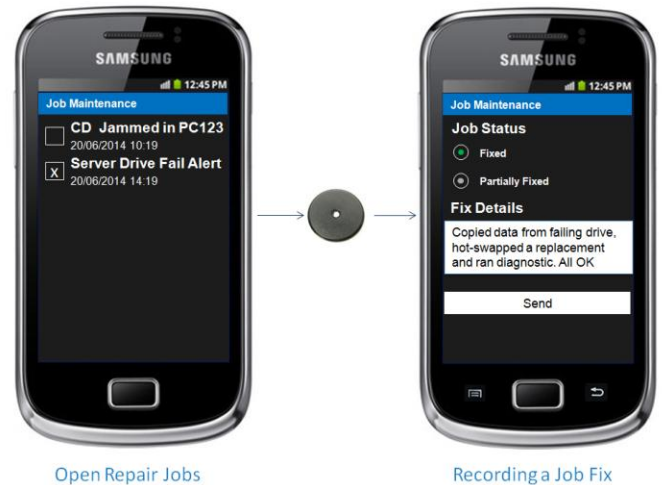 SAMSUNG
12:45 PM
Job Maintenance
CD Jammed in PC123
20/06/2014 10:19
X
Server Drive Fail Alert
20/06/2014 14:19
Open Repair Jobs
SAMSUNG
12:45 PM
Job Maintenance
Job Status
Fixed
Partially Fixed
Fix Details
Copied data from failing drive,
hot-swapped a replacement
and ran diagnostic. All OK
Send
Recording a Job Fix